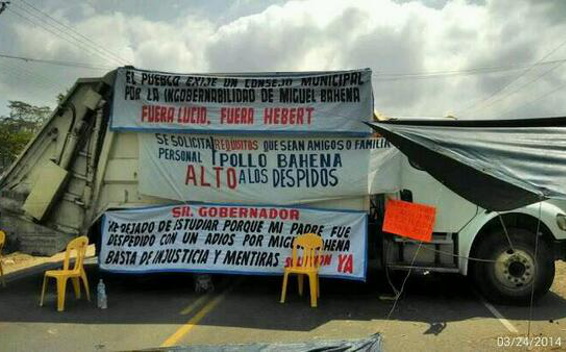 EL PUEBLO EXIJE UN CONSEJO MUNICIPAL
POR LA INGOBERNABILIDAD DE MIGUEL BAHENA
FUERA LUCIO, FUERA HEBERT
SE SOLICITA REQUISITOS QUE SEAN AMIGOS O FAMILIA
PERSONAL POLLO BAHENA
ALTO A LOS DESPIDOS
SR. GOBERNADOR
HE DEJADO DE ESTUDIAR PORQUE MI PADRE FUE
DESPEDIDO CON UN ADIOS POR MIGUEL BAHENA
BASTA DE INJUSTICIA Y MENTIRAS SOLUCION YA
03/24/2014